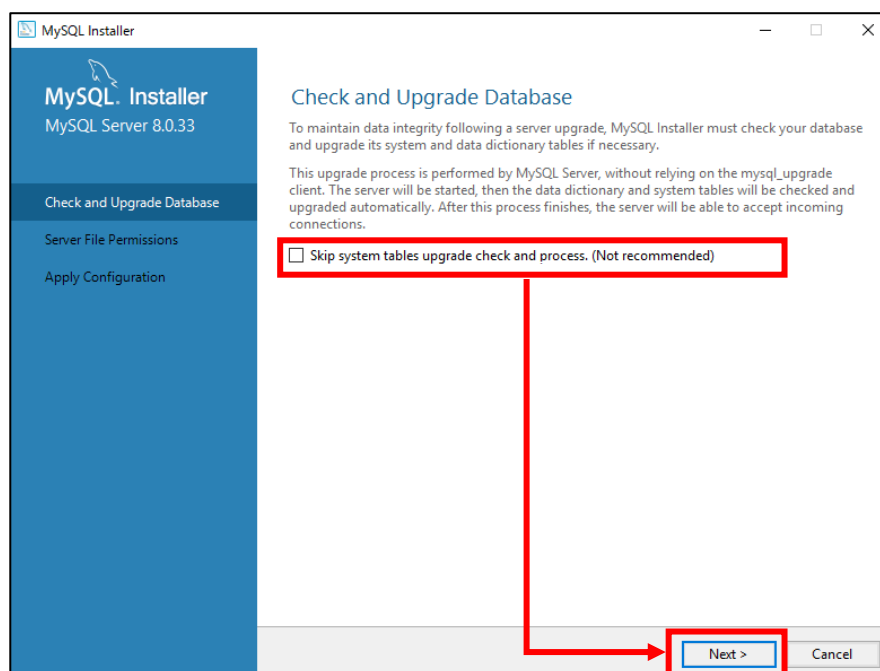 MySQL Installer
MySQL. Installer
MySQL Server 8.0.33
Check and Upgrade Database
Server File Permissions
Apply Configuration
Check and Upgrade Database
To maintain data integrity following a server upgrade, MySQL Installer must check your database
and upgrade its system and data dictionary tables if necessary.
This upgrade process is performed by MySQL Server, without relying on the mysql_upgrade
client. The server will be started, then the data dictionary and system tables will be checked and
upgraded automatically. After this process finishes, the server will be able to accept incoming
connections.
Skip system tables upgrade check and process. (Not recommended)
Next >
Cancel